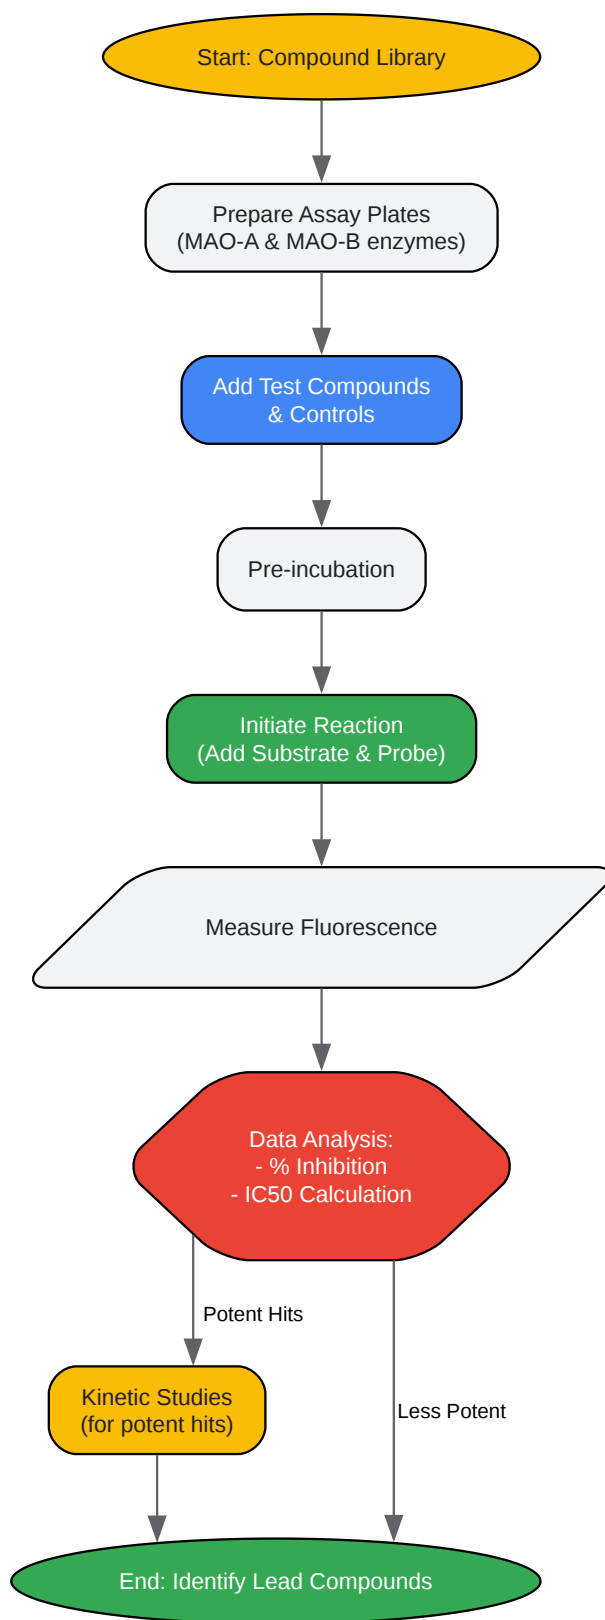 Start: Compound Library
Prepare Assay Plates
(MAO-A & MAO-B enzymes)
Add Test Compounds
& Controls
Pre-incubation
Initiate Reaction
(Add Substrate & Probe)
Measure Fluorescence
Data Analysis:
- % Inhibition
- IC50 Calculation
Potent Hits
Kinetic Studies
(for potent hits)
Less Potent
End: Identify Lead Compounds